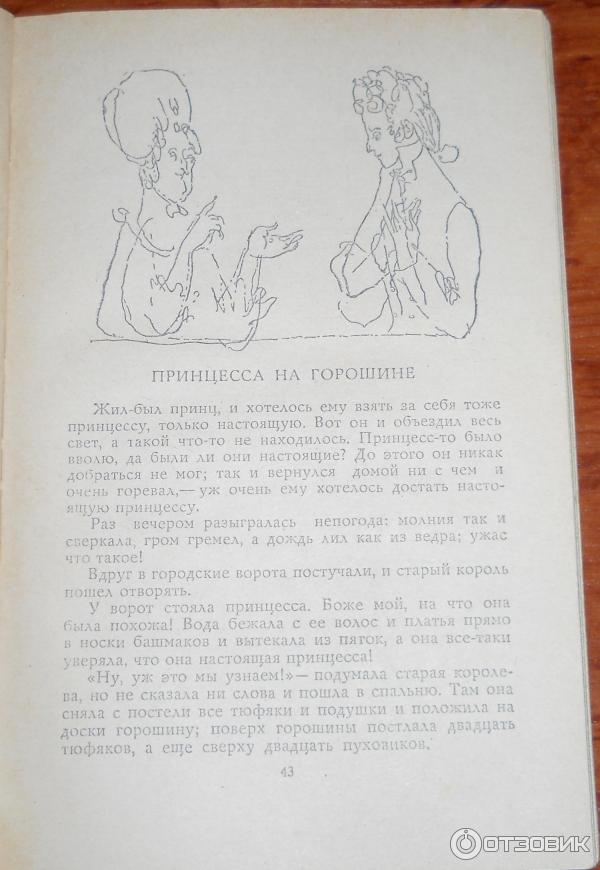 ПРИНЦЕССА НА ГОРОШИНЕ
Жил-был принц, и хотелось ему взять за себя тоже
принцессу, только настоящую. Вот он и объездил весь
свет, а такой что-то не находилось. Принцесс-то было
вволю, да были ли они настоящие? До этого он никак
добраться не мог; так и вернулся домой ни с чем и
очень горевал,— уж очень ему хотелось достать насто-
ящую принцессу.
Раз вечером разыгралась непогода: молния так и
сверкала, гром гремел, а дождь лил как из ведра; ужас
что такое!
Вдруг в городские ворота постучали, и старый король
пошел отворять.
У ворот стояла принцесса. Боже мой, на что она
была похожа! Вода бежала с ее волос и платья прямо
в носки башмаков и вытекала из пяток, а она все-таки
уверяла, что она настоящая принцесса!
«Ну, уж это мы узнаем!» — подумала старая короле-
ва, но не сказала ни слова и пошла в спальню. Там она
сняла с постели все тюфяки и подушки и положила на
доски горошину; поверх горошины постлала двадцать
тюфяков, а еще сверху двадцать пуховиков.
43
ОТЗОВИК